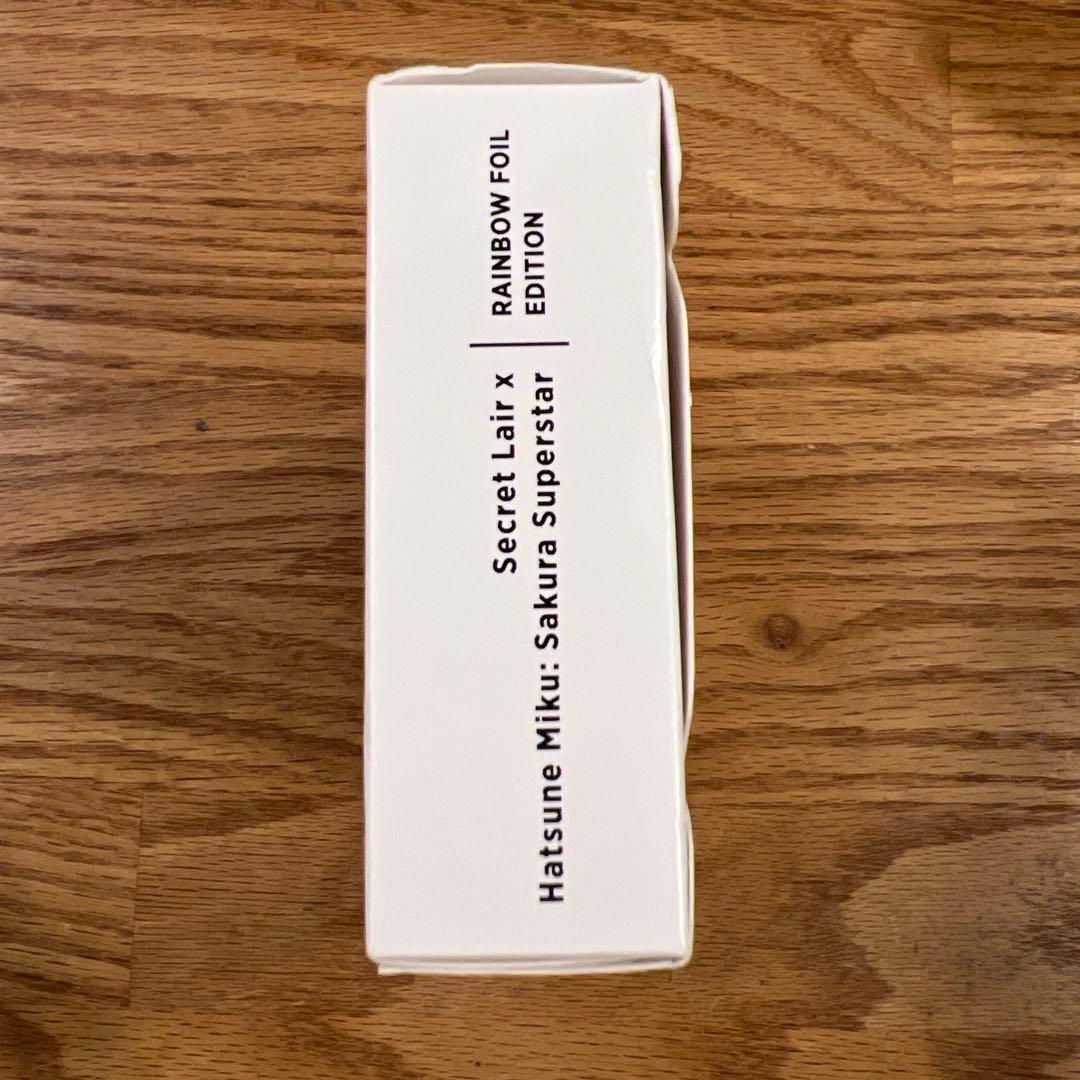 Secret Lair x
Hatsune Miku: Sakura Superstar
RAINBOW FOIL
EDITION